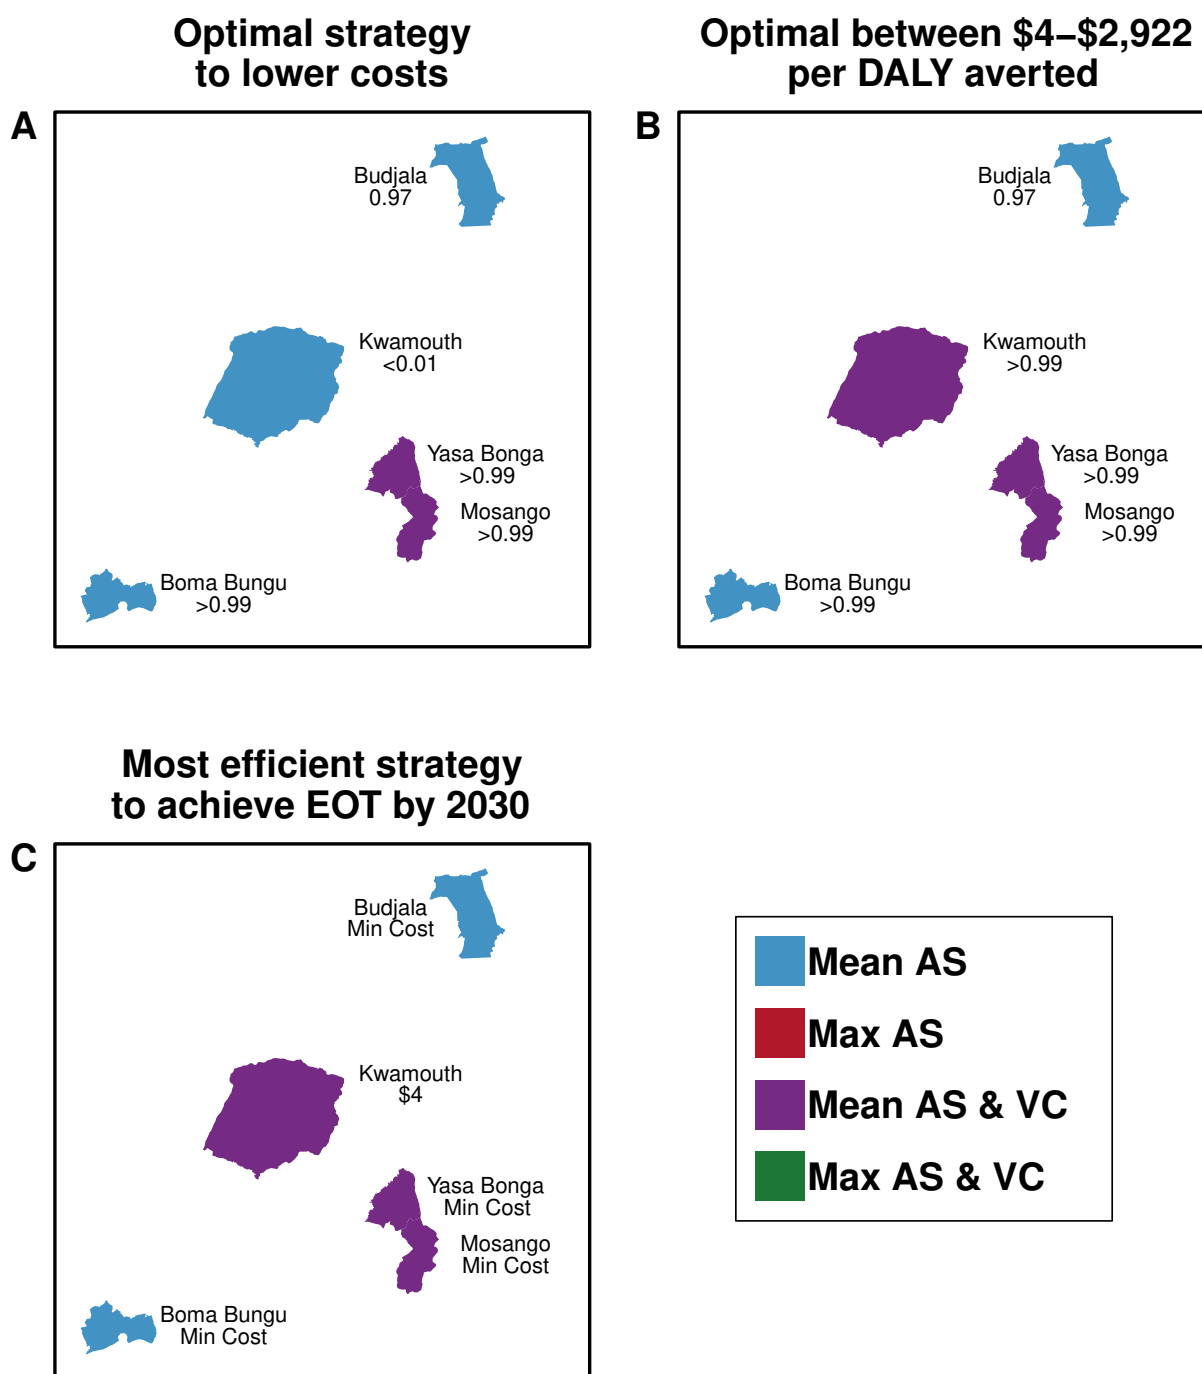 Optimal strategy
to lower costs
A
Budjala
0.97
Kwamouth
<0.01
Yasa Bonga
>0.99
Mosango
>0.99
Boma Bungu
>0.99
Optimal between $4–$2,922
per DALY averted
B
Budjala
0.97
Kwamouth
>0.99
Yasa Bonga
>0.99
Mosango
>0.99
Boma Bungu
>0.99
Most efficient strategy
to achieve EOT by 2030
C
Budjala
Min Cost
Kwamouth
$4
Yasa Bonga
Min Cost
Mosango
Min Cost
Boma Bungu
Min Cost
Mean AS
Max AS
Mean AS & VC
Max AS & VC